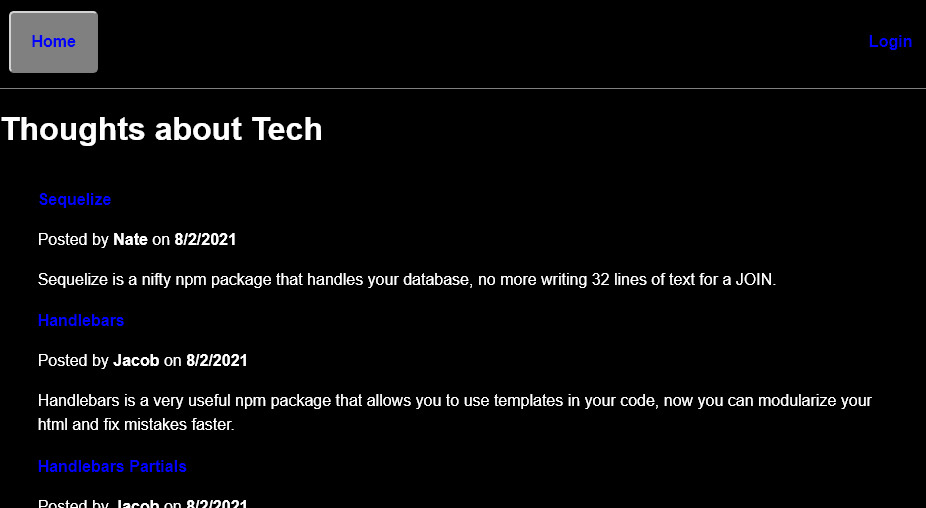 Home
Login
Thoughts about Tech
Sequelize
Posted by Nate on 8/2/2021
Sequelize is a nifty npm package that handles your database, no more writing 32 lines of text for a JOIN.
Handlebars
Posted by Jacob on 8/2/2021
Handlebars is a very useful npm package that allows you to use templates in your code, now you can modularize your
html and fix mistakes faster.
Handlebars Partials
Posted by Jacob on 8/2/2021